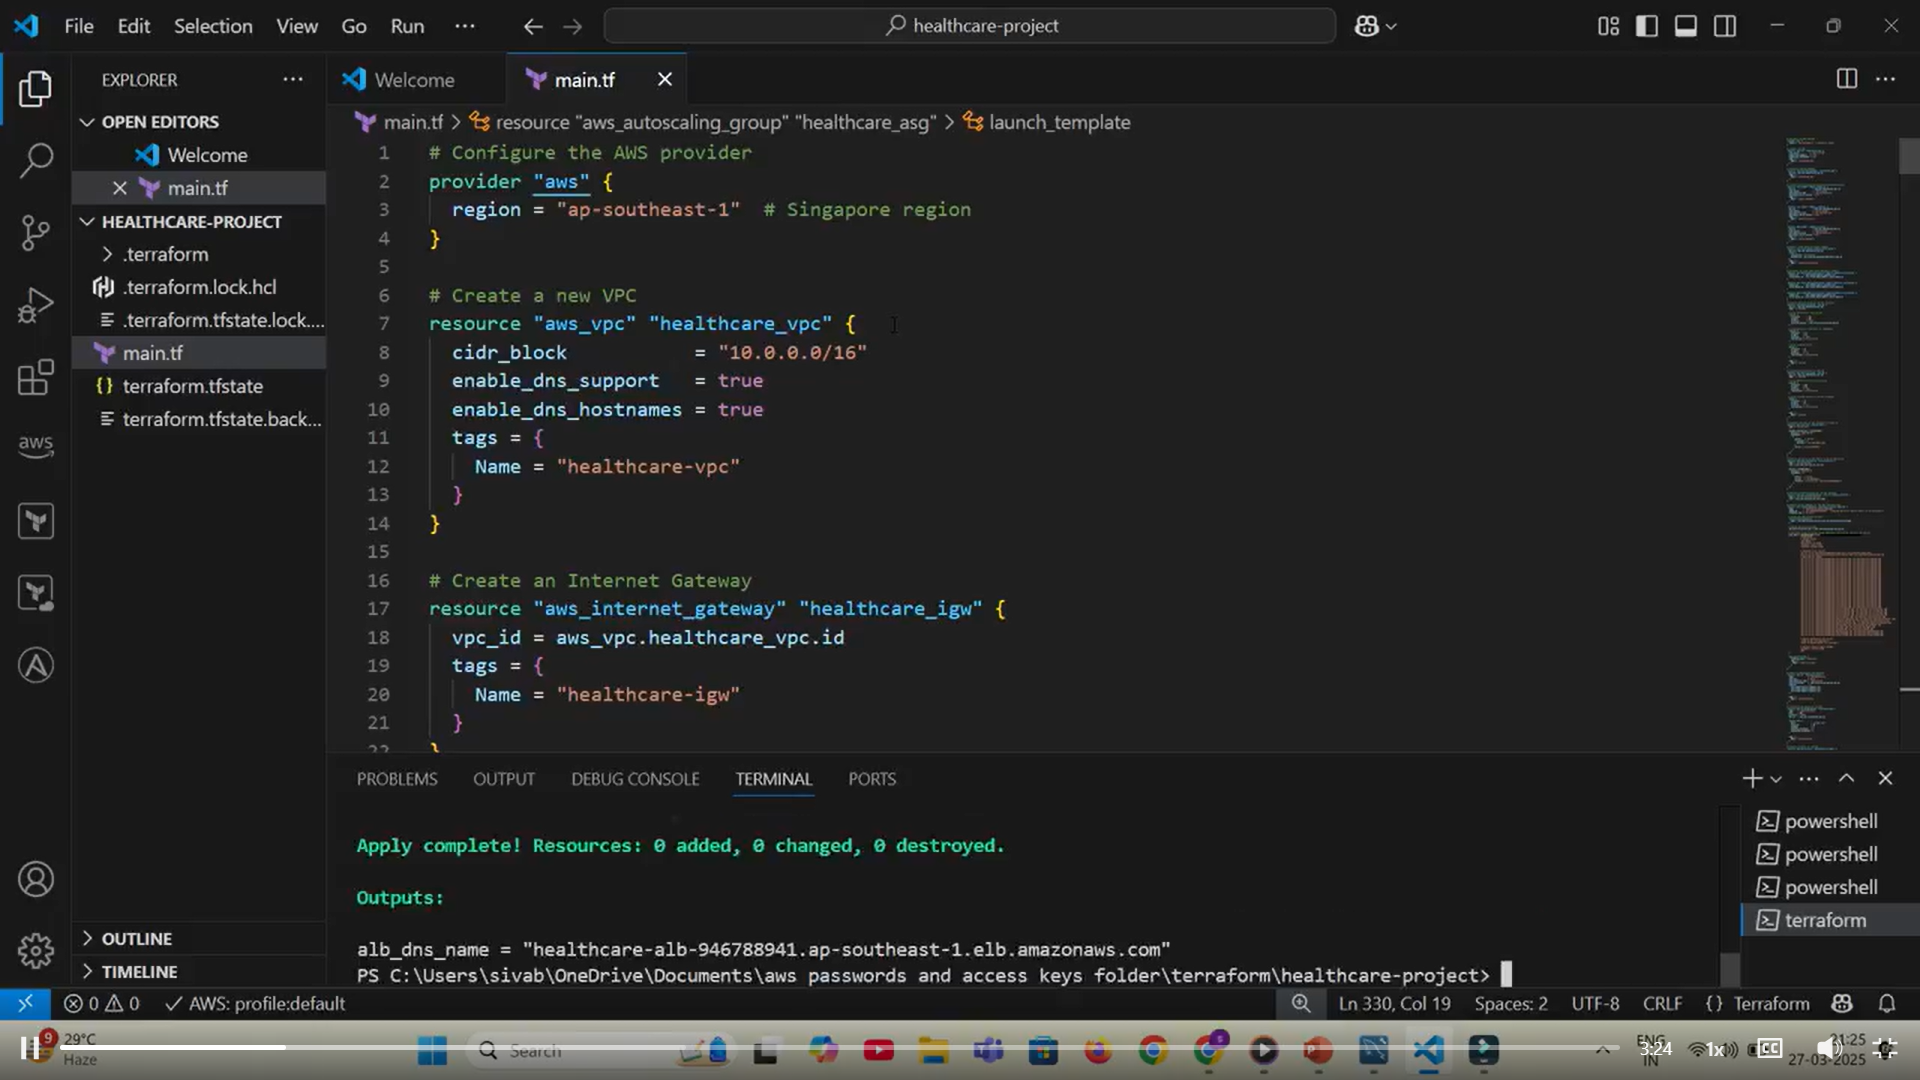 File Edit Selection View Go Run ··· healthcare-project
EXPLORER ···
OPEN EDITORS
Welcome
main.tf
HEALTHCARE-PROJECT
.terraform
.terraform.lock.hcl
.terraform.tfstate.lock....
main.tf
terraform.tfstate
terraform.tfstate.back...
OUTLINE
TIMELINE
aws
Welcome main.tf
main.tf > resource "aws_autoscaling_group" "healthcare_asg" > launch_template
1 # Configure the AWS provider
2 provider "aws" {
3 region = "ap-southeast-1" # Singapore region
4 }
5
6 # Create a new VPC
7 resource "aws_vpc" "healthcare_vpc" {
8 cidr_block = "10.0.0.0/16"
9 enable_dns_support = true
10 enable_dns_hostnames = true
11 tags = {
12 Name = "healthcare-vpc"
13 }
14 }
15
16 # Create an Internet Gateway
17 resource "aws_internet_gateway" "healthcare_igw" {
18 vpc_id = aws_vpc.healthcare_vpc.id
19 tags = {
20 Name = "healthcare-igw"
21 }
22 }
PROBLEMS OUTPUT DEBUG CONSOLE TERMINAL PORTS
Apply complete! Resources: 0 added, 0 changed, 0 destroyed.
Outputs:
alb_dns_name = "healthcare-alb-946788941.ap-southeast-1.elb.amazonaws.com"
PS C:\Users\sivab\OneDrive\Documents\aws passwords and access keys folder\terraform\healthcare-project>
powershell
powershell
powershell
terraform
0 0 AWS: profile:default Ln 330, Col 19 Spaces: 2 UTF-8 CRLF {} Terraform
9 29°C
Haze
Search
ENG
IN
3:24 1x CC
21:25
27-03-2025